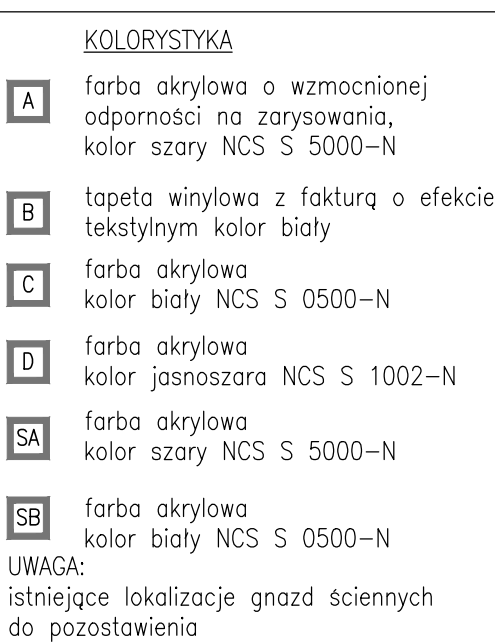 KOLORYSTYKA
A farba akrylowa o wzmocnionej
odporności na zarysowania,
kolor szary NCS S 5000-N
B tapeta winylowa z fakturą o efekcie
tekstylnym kolor biały
C farba akrylowa
kolor biały NCS S 0500-N
D farba akrylowa
kolor jasnoszara NCS S 1002-N
SA farba akrylowa
kolor szary NCS S 5000-N
SB farba akrylowa
kolor biały NCS S 0500-N
UWAGA:
istniejące lokalizacje gnazd ściennych
do pozostawienia